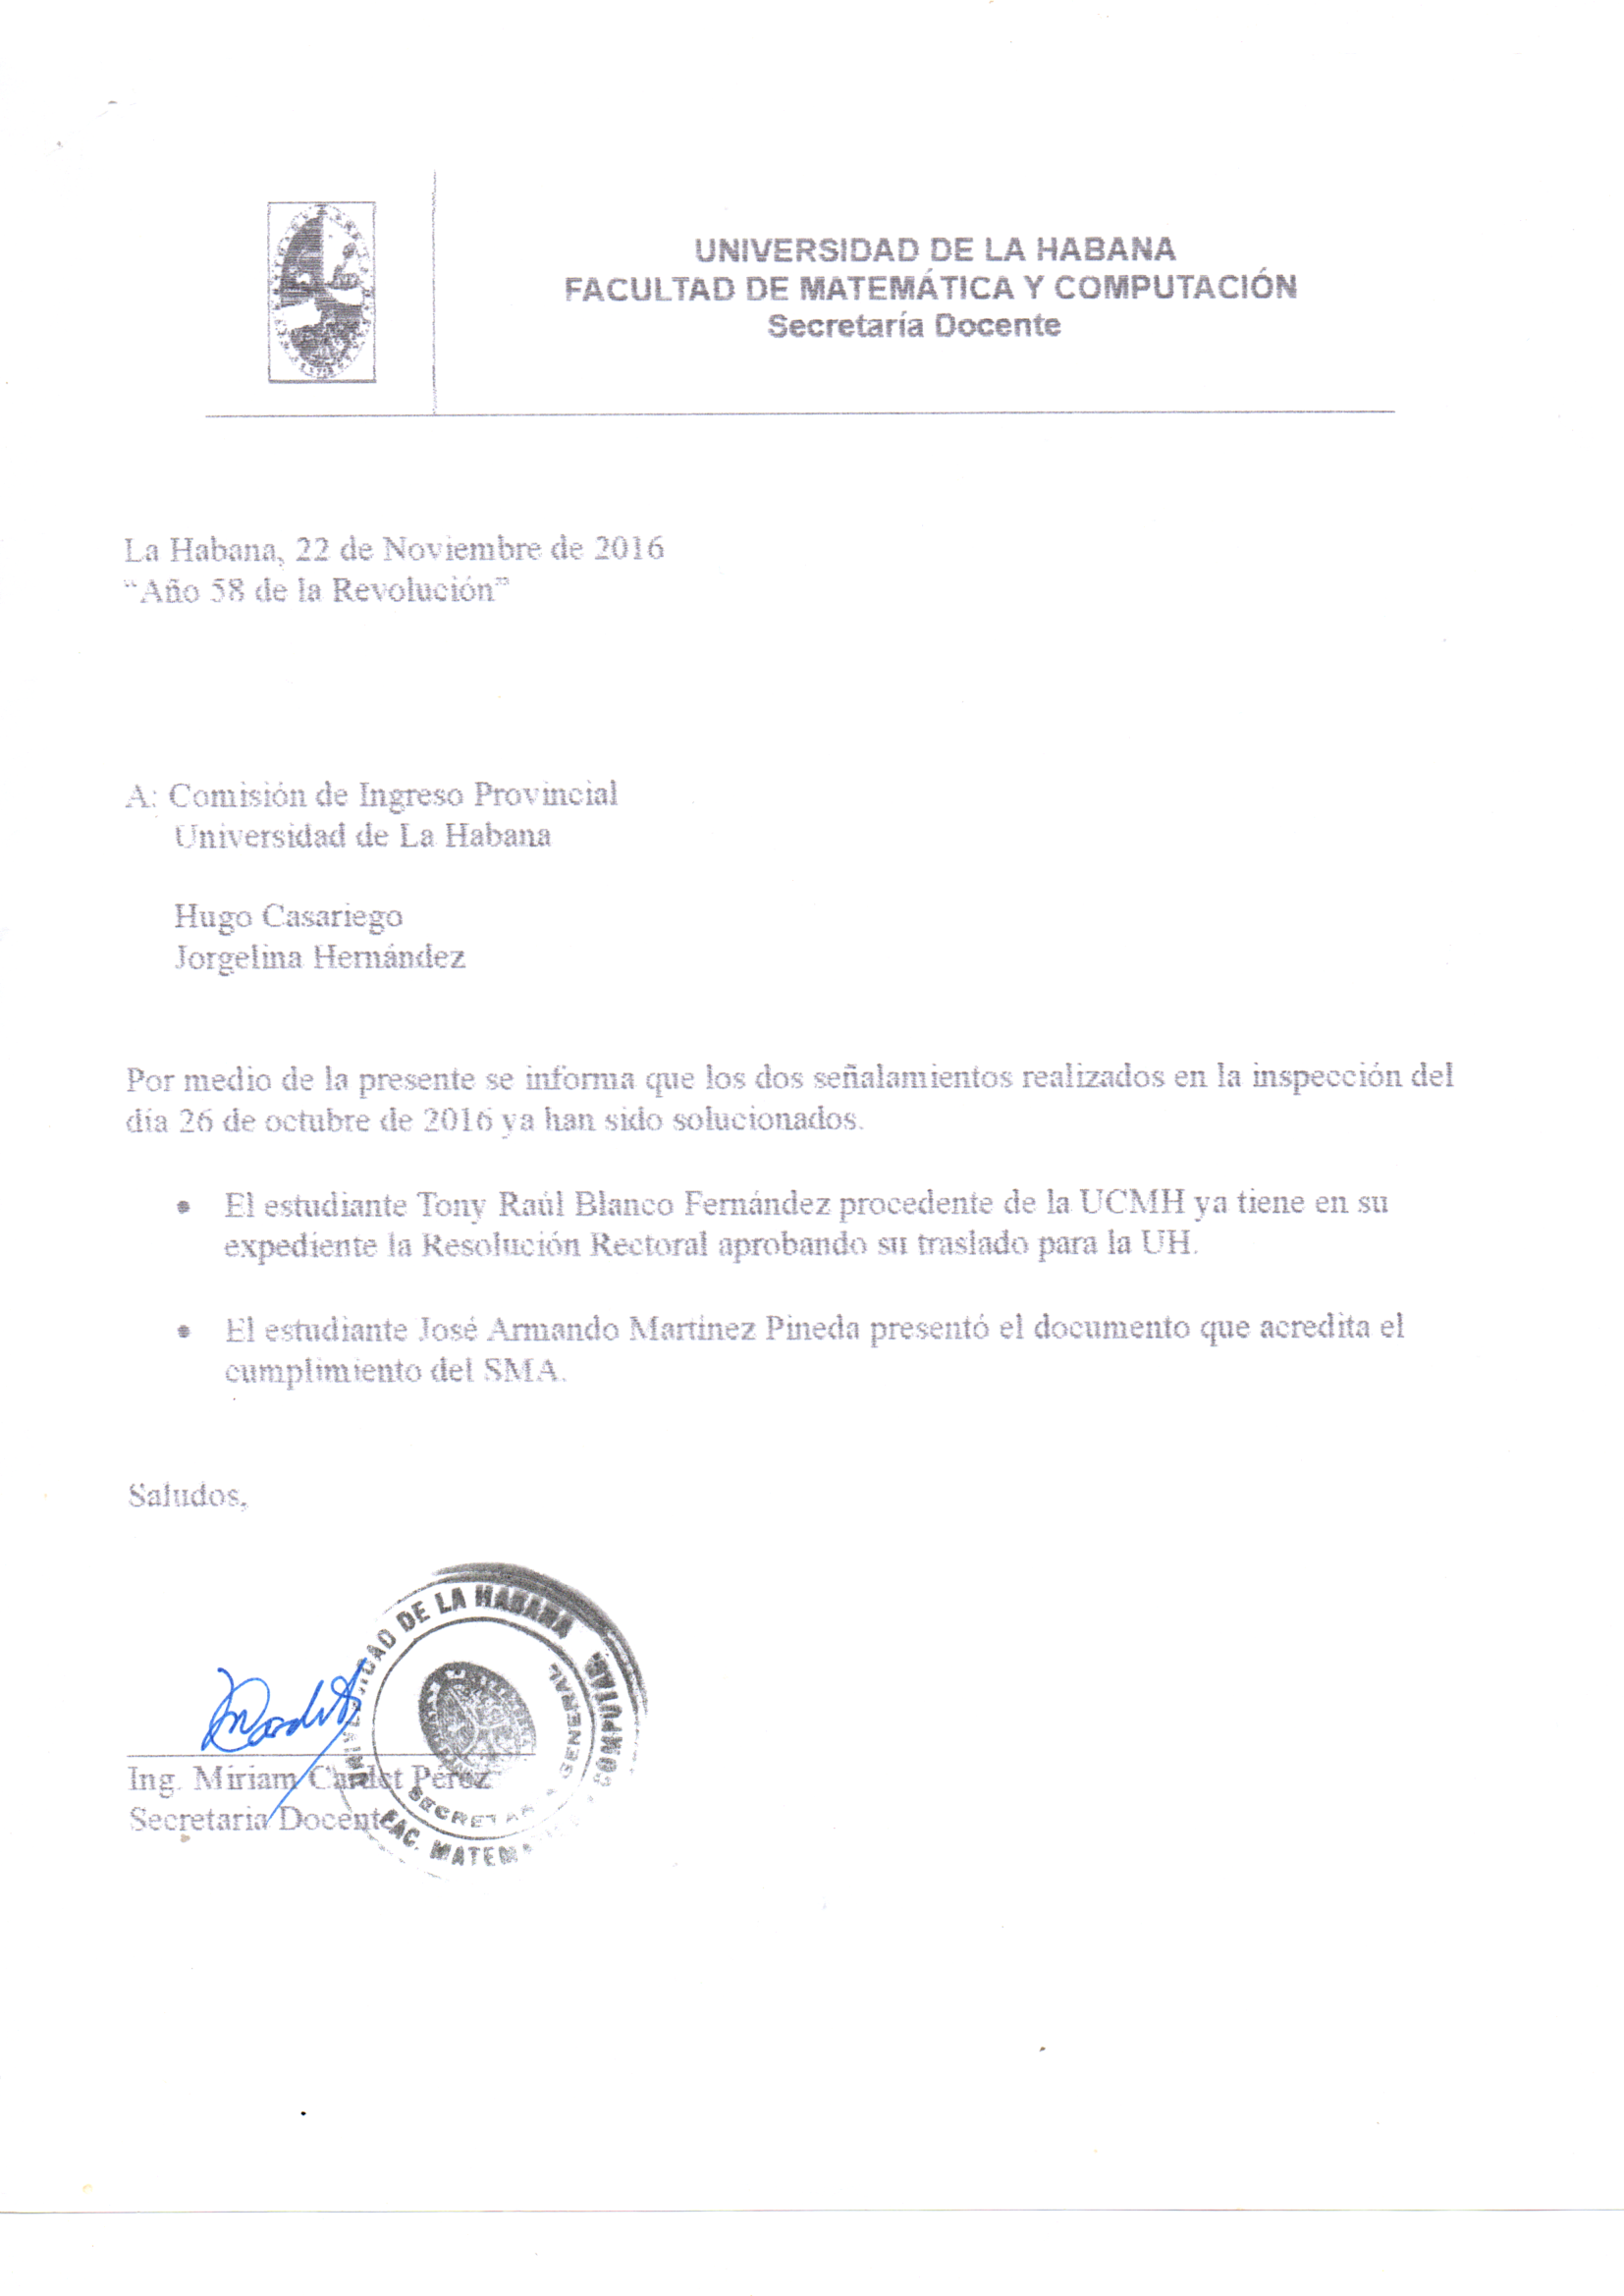 UNIVERSIDAD DE LA HABANA
FACULTAD DE MATEMÁTICA Y COMPUTACIÓN
Secretaría Docente
La Habana, 22 de Noviembre de 2016
“Año 58 de la Revolución”
A: Comisión de Ingreso Provincial
Universidad de La Habana
Hugo Casariego
Jorgelina Hernández
Por medio de la presente se informa que los dos señalamientos realizados en la inspección del
día 26 de octubre de 2016 ya han sido solucionados.
• El estudiante Tony Raúl Blanco Fernández procedente de la UCMH ya tiene en su
expediente la Resolución Rectoral aprobando su traslado para la UH.
• El estudiante José Armando Martínez Pineda presentó el documento que acredita el
cumplimiento del SMA.
Saludos,
Ing. Miriam Cardet Pérez
Secretaria Docente
UNIVERSIDAD DE LA HABANA
GENERAL
FAC.